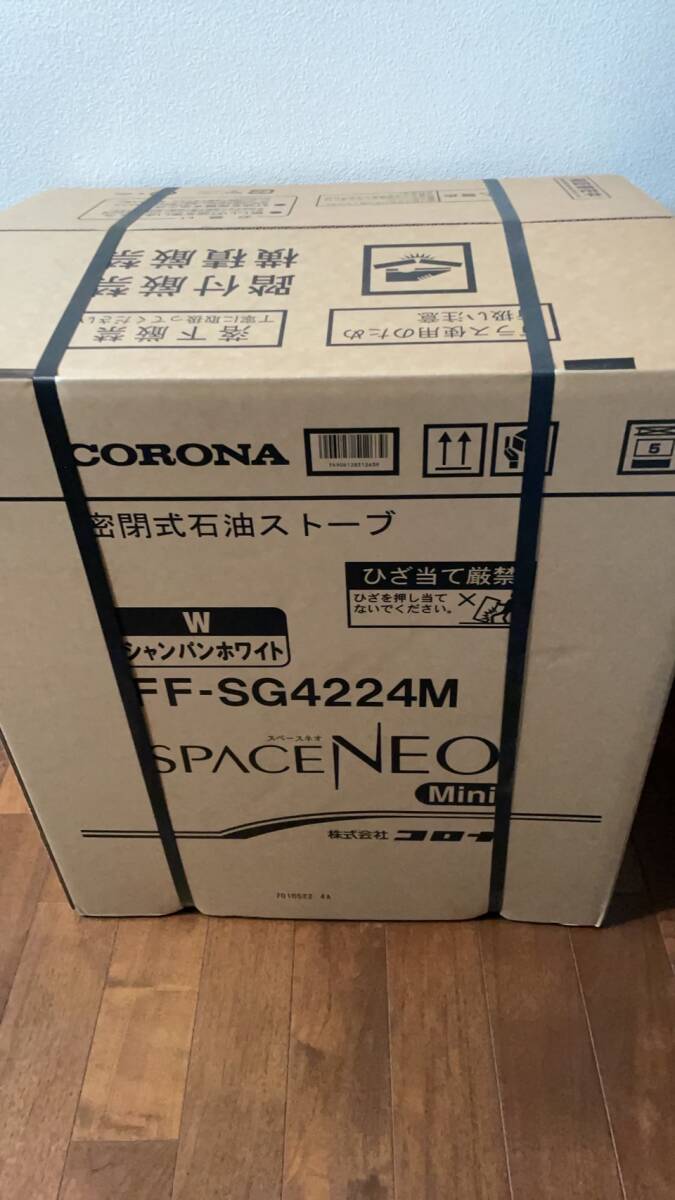 横積厳禁
踏付厳禁
落下厳禁
丁寧に取扱ってください
ラス使用のため
扱い注意
CORONA
5
密閉式石油ストーブ
ひざ当て厳禁
ひざを押し当て
ないでください。
W
シャンパンホワイト
FF-SG4224M
スペースネオ
SPACENEO
Mini
株式会社 コロナ